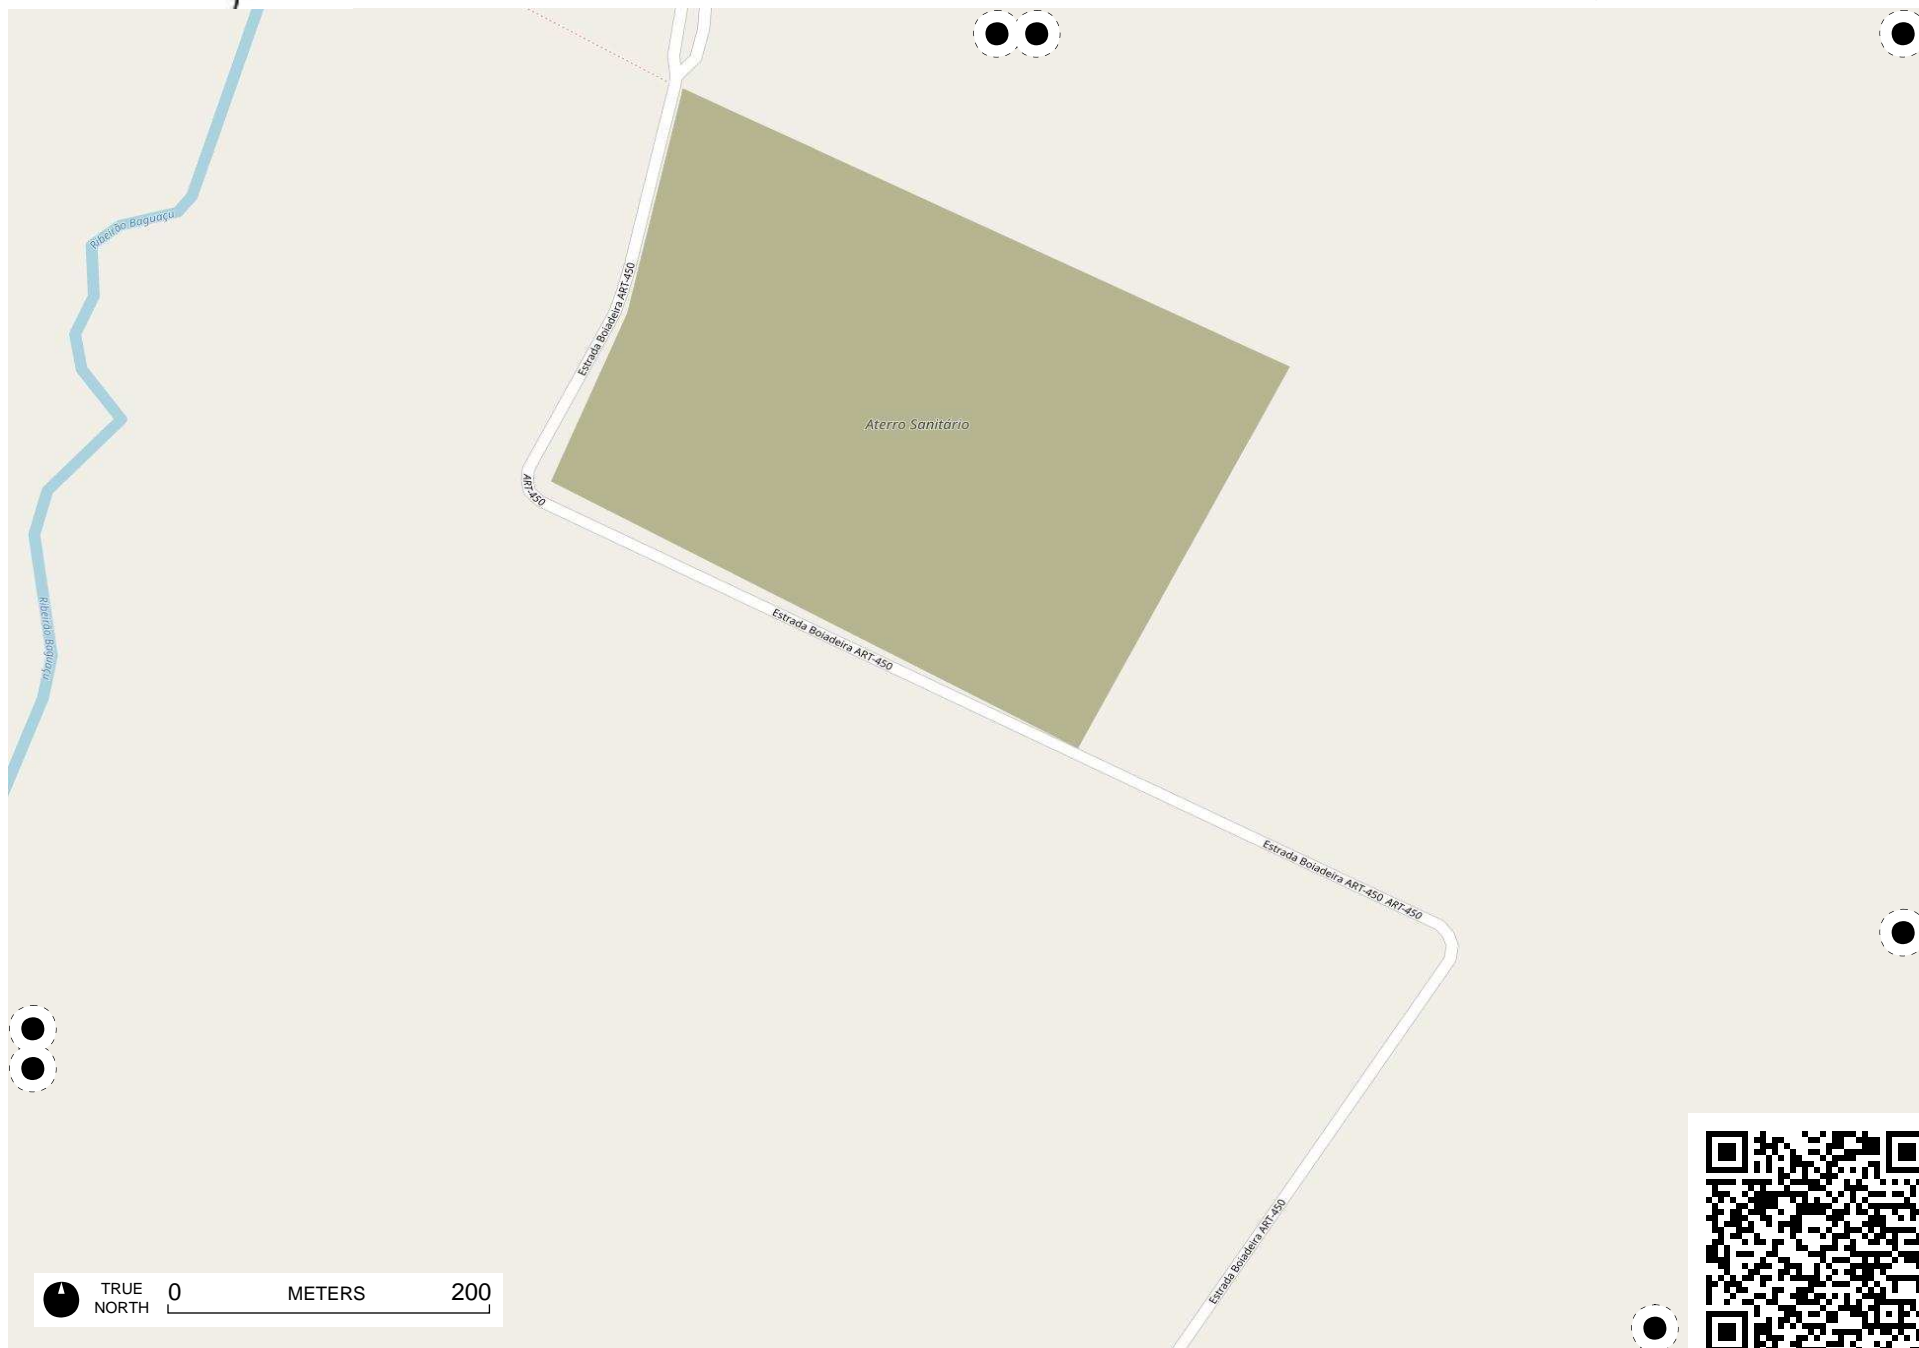 Ribeirão Baguaçu
Estrada Boiadeira ART-450
Aterro Sanitário
ART-450
Ribeirão Baguaçu
Estrada Boiadeira ART-450
Estrada Boiadeira ART-450 ART-450
Estrada Boiadeira ART-450
TRUE NORTH
0 METERS 200